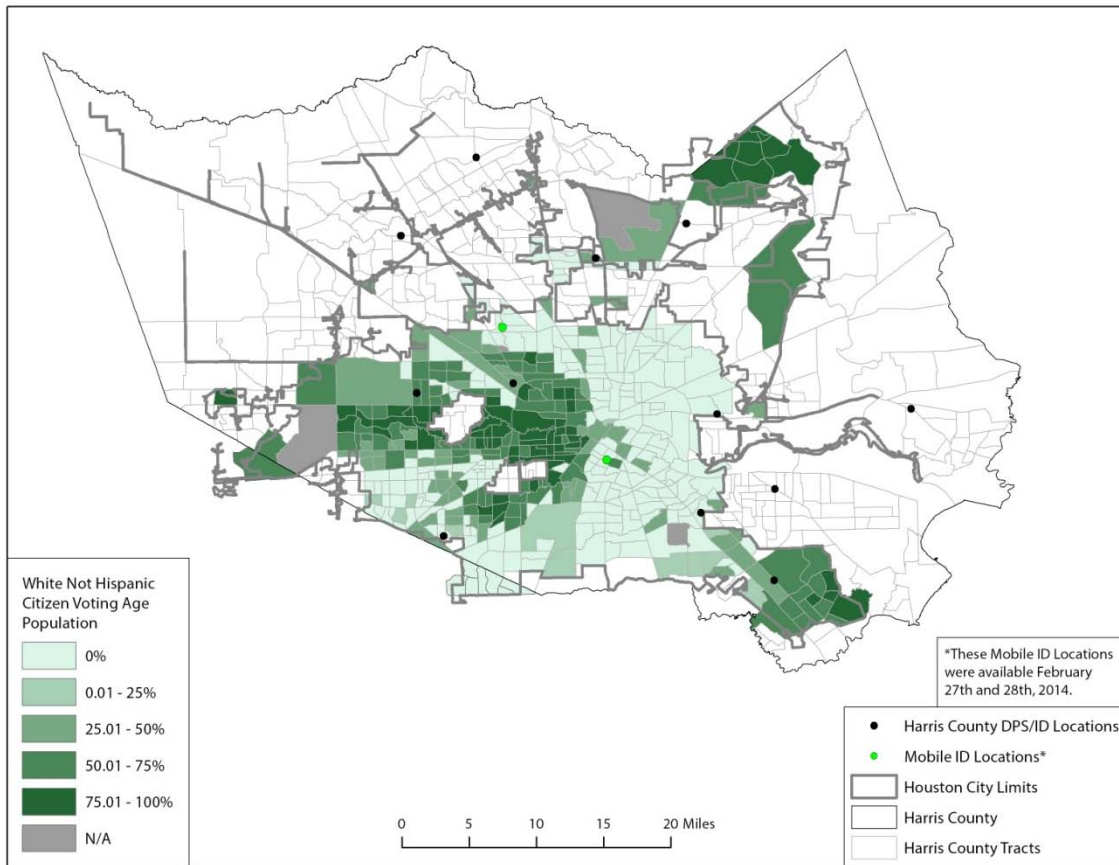 White Not Hispanic
Citizen Voting Age
Population
0%
0.01 - 25%
25.01 - 50%
50.01 - 75%
75.01 - 100%
N/A
0 5 10 15 20 Miles
*These Mobile ID Locations
were available February
27th and 28th, 2014.
Harris County DPS/ID Locations
Mobile ID Locations*
Houston City Limits
Harris County
Harris County Tracts